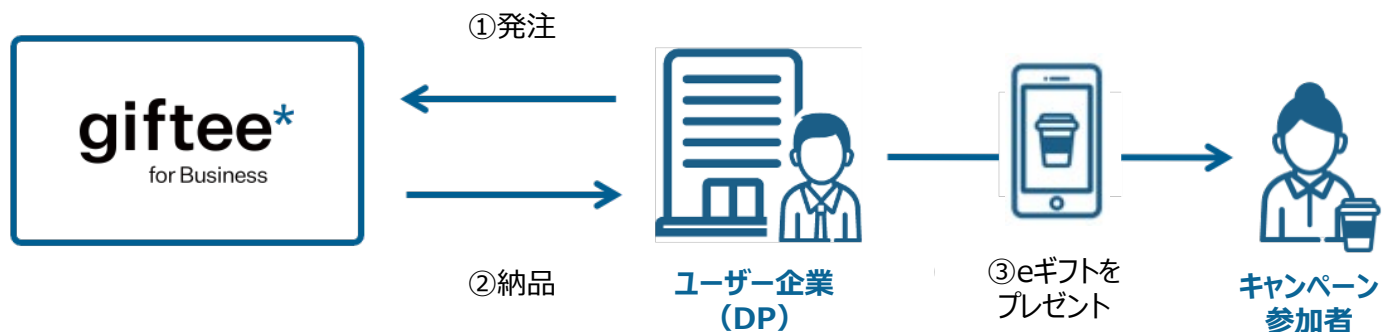 ①発注
giftee*
for Business
②納品
ユーザー企業
（DP）
③eギフトを
プレゼント
キャンペーン
参加者